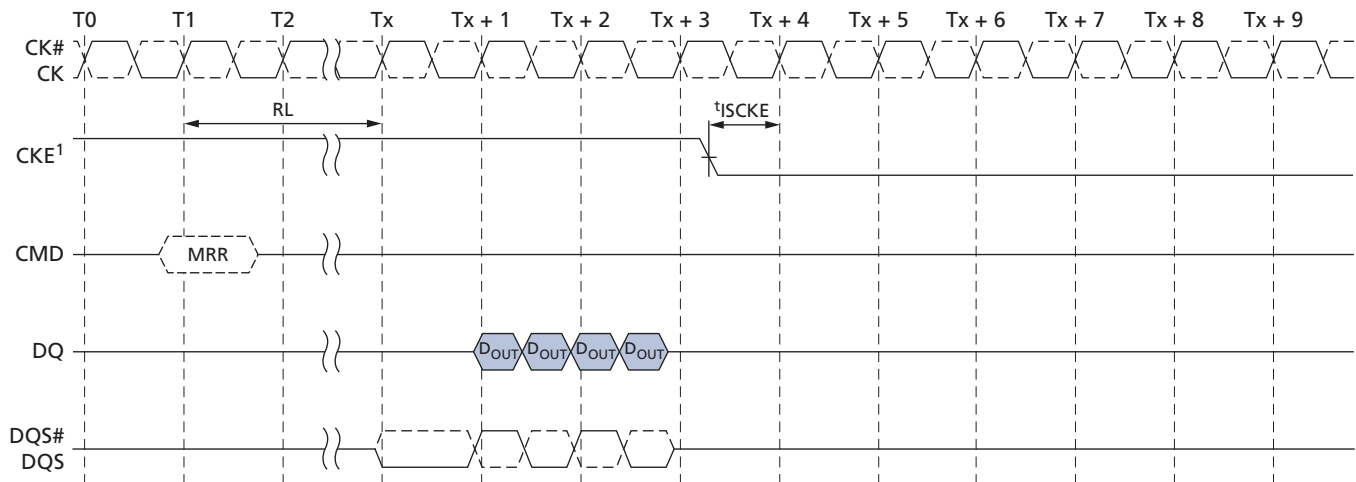 T0 T1 T2 Tx Tx + 1 Tx + 2 Tx + 3 Tx + 4 Tx + 5 Tx + 6 Tx + 7 Tx + 8 Tx + 9
CK#
CK
RL
tISCKE
CKE1
CMD
MRR
DQ
DOUT DOUT DOUT DOUT
DQS#
DQS